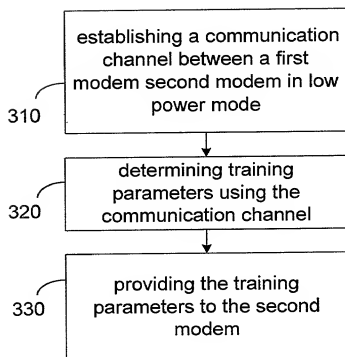 establishing a communication
channel between a first
modem second modem in low
power mode
310
determining training
parameters using the
communication channel
320
providing the training
parameters to the second
modem
330